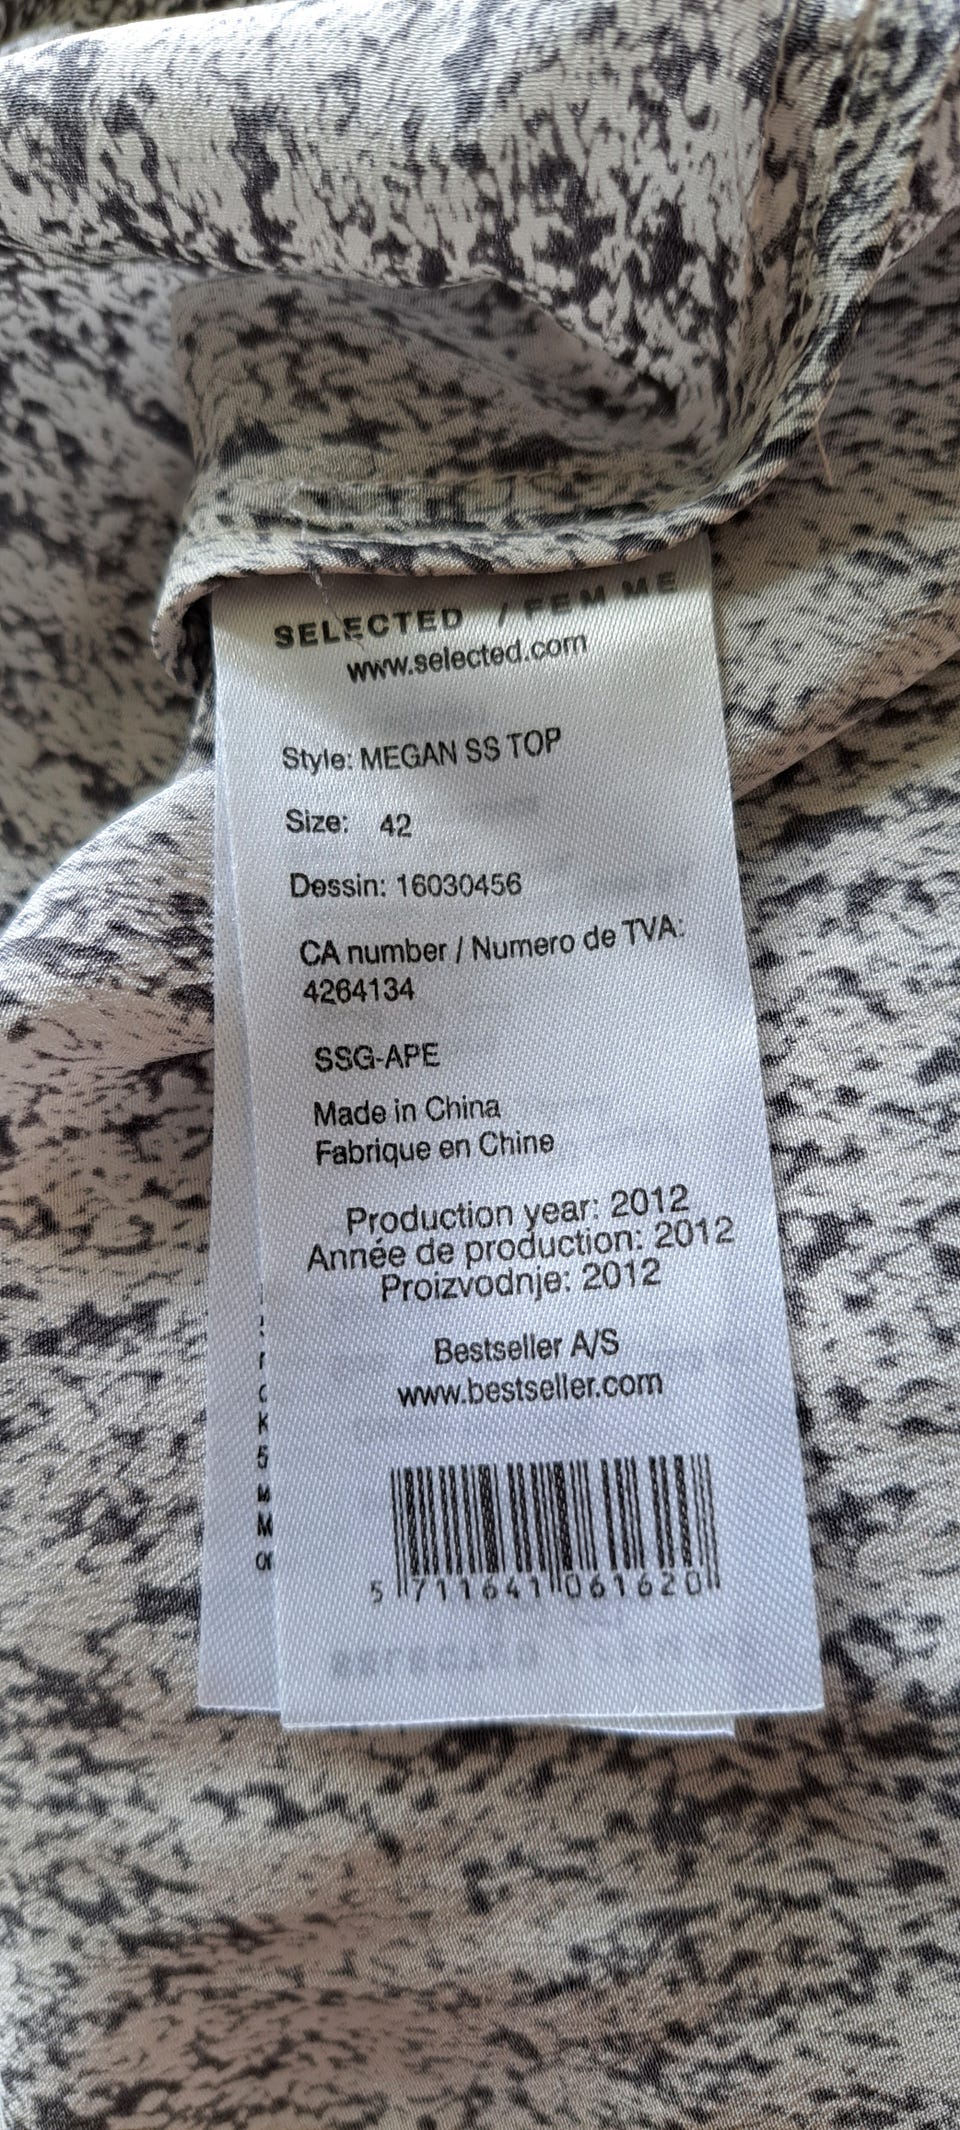 SELECTED / FEMME
www.selected.com
Style: MEGAN SS TOP
Size: 42
Dessin: 16030456
CA number / Numero de TVA:
4264134
SSG-APE
Made in China
Fabrique en Chine
Production year: 2012
Année de production: 2012
Proizvodnje: 2012
Bestseller A/S
www.bestseller.com
5 711641 061620
K
5
M